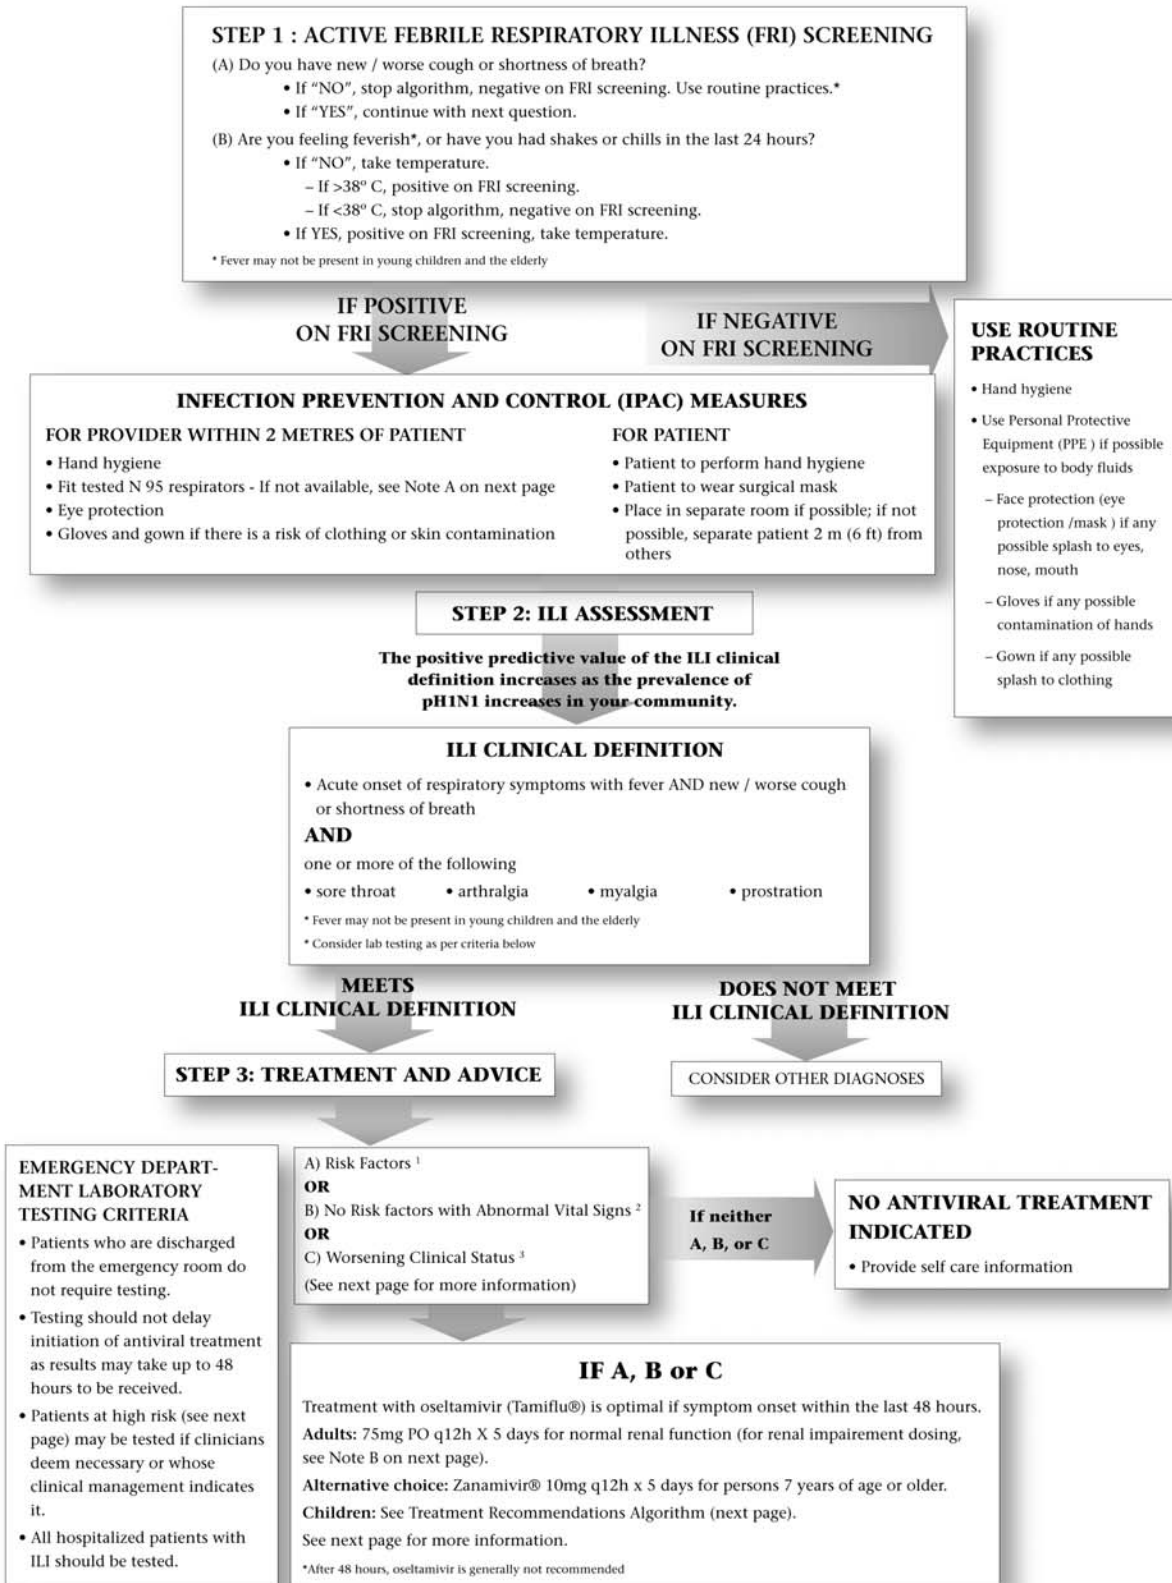 STEP 1 : ACTIVE FEBRILE RESPIRATORY ILLNESS (FRI) SCREENING
(A) Do you have new / worse cough or shortness of breath?
• If "NO", stop algorithm, negative on FRI screening. Use routine practices.*
• If "YES", continue with next question.
(B) Are you feeling feverish*, or have you had shakes or chills in the last 24 hours?
• If "NO", take temperature.
– If >38º C, positive on FRI screening.
– If <38º C, stop algorithm, negative on FRI screening.
• If YES, positive on FRI screening, take temperature.
* Fever may not be present in young children and the elderly
IF POSITIVE
ON FRI SCREENING
IF NEGATIVE
ON FRI SCREENING
USE ROUTINE
PRACTICES
• Hand hygiene
• Use Personal Protective
Equipment (PPE ) if possible
exposure to body fluids
– Face protection (eye
protection /mask ) if any
possible splash to eyes,
nose, mouth
– Gloves if any possible
contamination of hands
– Gown if any possible
splash to clothing
INFECTION PREVENTION AND CONTROL (IPAC) MEASURES
FOR PROVIDER WITHIN 2 METRES OF PATIENT
• Hand hygiene
• Fit tested N 95 respirators - If not available, see Note A on next page
• Eye protection
• Gloves and gown if there is a risk of clothing or skin contamination
FOR PATIENT
• Patient to perform hand hygiene
• Patient to wear surgical mask
• Place in separate room if possible; if not
possible, separate patient 2 m (6 ft) from
others
STEP 2: ILI ASSESSMENT
The positive predictive value of the ILI clinical
definition increases as the prevalence of
pH1N1 increases in your community.
ILI CLINICAL DEFINITION
• Acute onset of respiratory symptoms with fever AND new / worse cough
or shortness of breath
AND
one or more of the following
• sore throat • arthralgia • myalgia • prostration
* Fever may not be present in young children and the elderly
* Consider lab testing as per criteria below
MEETS
ILI CLINICAL DEFINITION
DOES NOT MEET
ILI CLINICAL DEFINITION
STEP 3: TREATMENT AND ADVICE
CONSIDER OTHER DIAGNOSES
EMERGENCY DEPART-
MENT LABORATORY
TESTING CRITERIA
• Patients who are discharged
from the emergency room do
not require testing.
• Testing should not delay
initiation of antiviral treatment
as results may take up to 48
hours to be received.
• Patients at high risk (see next
page) may be tested if clinicians
deem necessary or whose
clinical management indicates
it.
• All hospitalized patients with
ILI should be tested.
A) Risk Factors ¹
OR
B) No Risk factors with Abnormal Vital Signs ²
OR
C) Worsening Clinical Status ³
(See next page for more information)
If neither
A, B, or C
NO ANTIVIRAL TREATMENT
INDICATED
• Provide self care information
IF A, B or C
Treatment with oseltamivir (Tamiflu®) is optimal if symptom onset within the last 48 hours.
Adults: 75mg PO q12h X 5 days for normal renal function (for renal impairment dosing,
see Note B on next page).
Alternative choice: Zanamivir® 10mg q12h x 5 days for persons 7 years of age or older.
Children: See Treatment Recommendations Algorithm (next page).
See next page for more information.
*After 48 hours, oseltamivir is generally not recommended